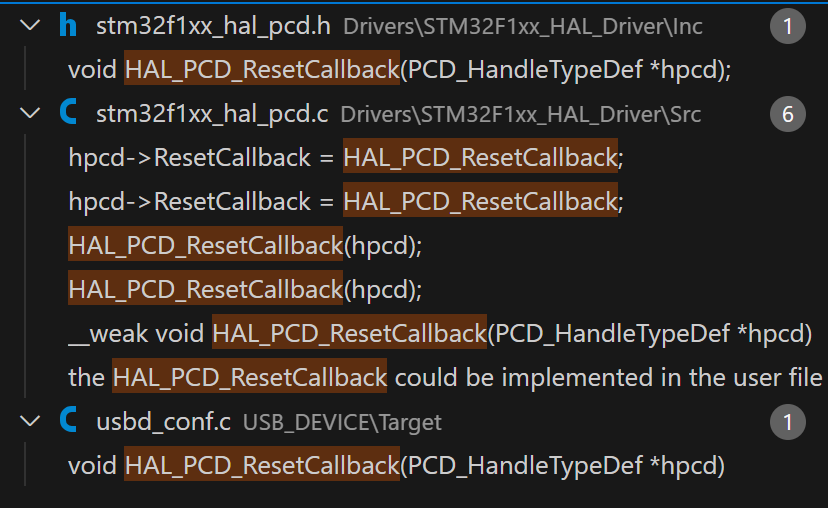 stm32f1xx_hal_pcd.h Drivers\STM32F1xx_HAL_Driver\Inc 1
void HAL_PCD_ResetCallback(PCD_HandleTypeDef *hpcd);
stm32f1xx_hal_pcd.c Drivers\STM32F1xx_HAL_Driver\Src 6
hpcd->ResetCallback = HAL_PCD_ResetCallback;
hpcd->ResetCallback = HAL_PCD_ResetCallback;
HAL_PCD_ResetCallback(hpcd);
HAL_PCD_ResetCallback(hpcd);
__weak void HAL_PCD_ResetCallback(PCD_HandleTypeDef *hpcd)
the HAL_PCD_ResetCallback could be implemented in the user file
usbd_conf.c USB_DEVICE\Target 1
void HAL_PCD_ResetCallback(PCD_HandleTypeDef *hpcd)